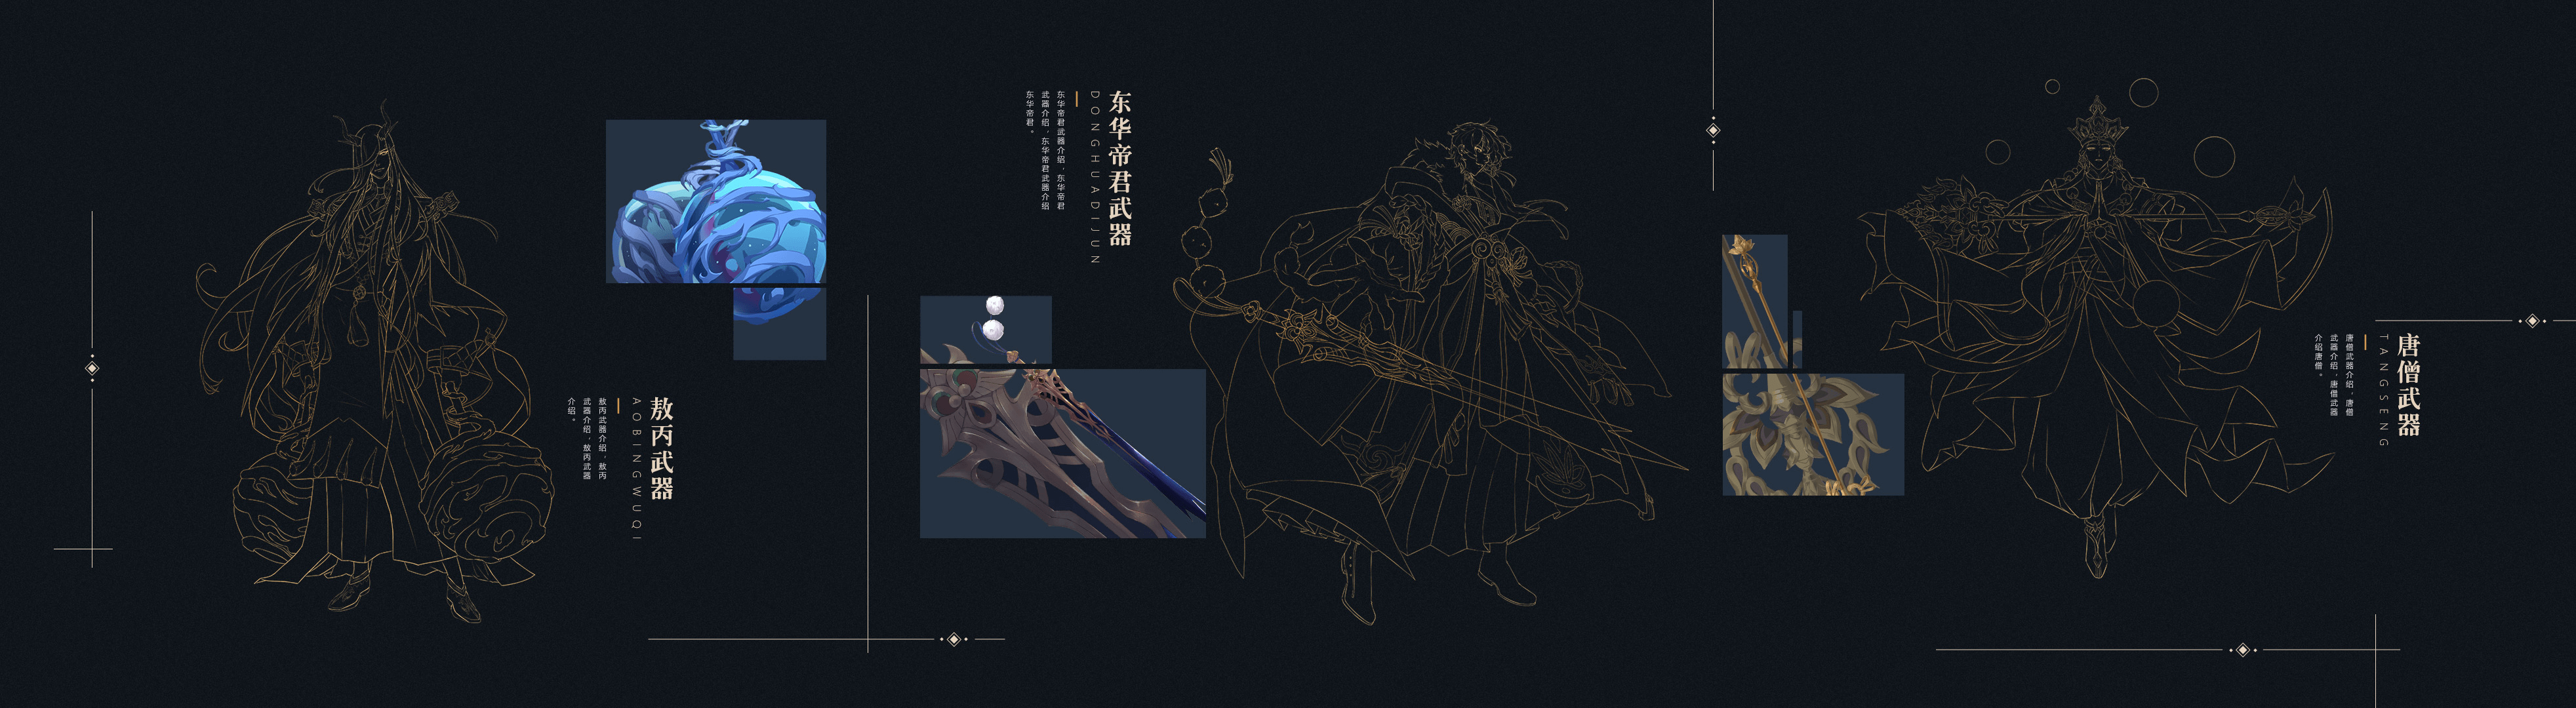 敖丙武器
AOBINGWUQI
敖丙武器介绍，敖丙
武器介绍，敖丙武器
介绍。
东华帝君武器
DONGHUADIJUN
东华帝君武器介绍，东华帝君
武器介绍，东华帝君武器介绍
东华帝君。
唐僧武器
TANGSENG
唐僧武器介绍，唐僧
武器介绍，唐僧武器
介绍唐僧。